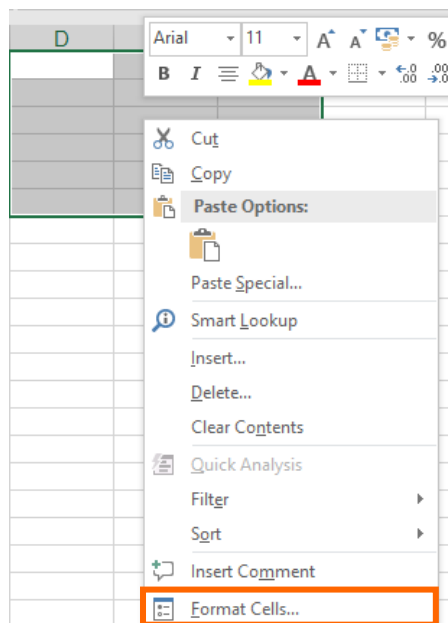 D
Arial 11 A A %
B I A .00 .00
Cut
Copy
Paste Options:
Paste Special...
Smart Lookup
Insert...
Delete...
Clear Contents
Quick Analysis
Filter
Sort
Insert Comment
Format Cells...